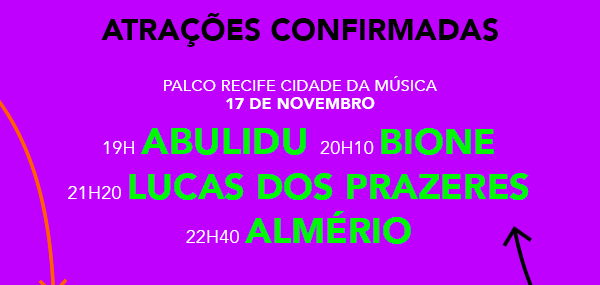 ATRAÇÕES CONFIRMADAS
PALCO RECIFE CIDADE DA MÚSICA
17 DE NOVEMBRO
19H ABULIDU 20H10 BIONE
21H20 LUCAS DOS PRAZERES
22H40 ALMÉRIO